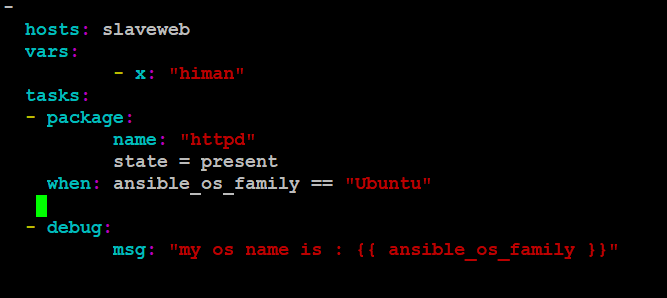 -
  hosts: slaveweb
  vars:
          - x: "himan"
  tasks:
  - package:
          name: "httpd"
          state = present
    when: ansible_os_family == "Ubuntu"
  - debug:
          msg: "my os name is : {{ ansible_os_family }}"